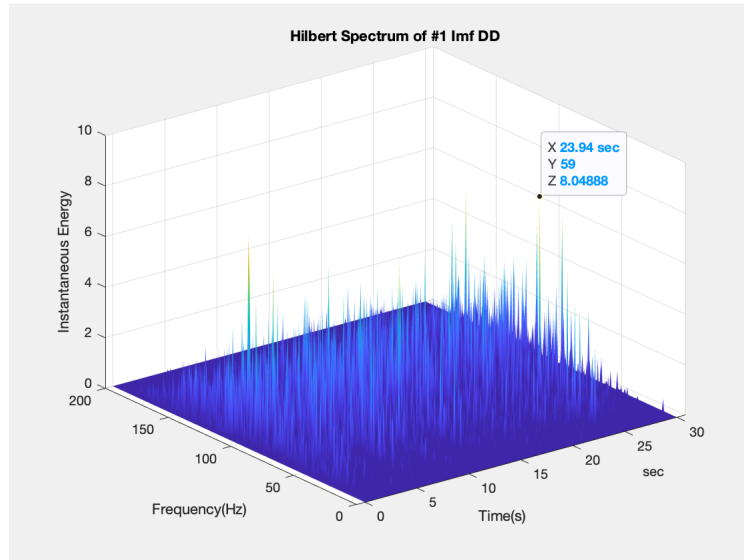 Hilbert Spectrum of #1 Imf DD
10
8
6
4
2
0
Instantaneous Energy
X 23.94 sec
Y 59
Z 8.04888
200
150
100
50
0
Frequency(Hz)
0
5
10
15
20
25
30
sec
Time(s)